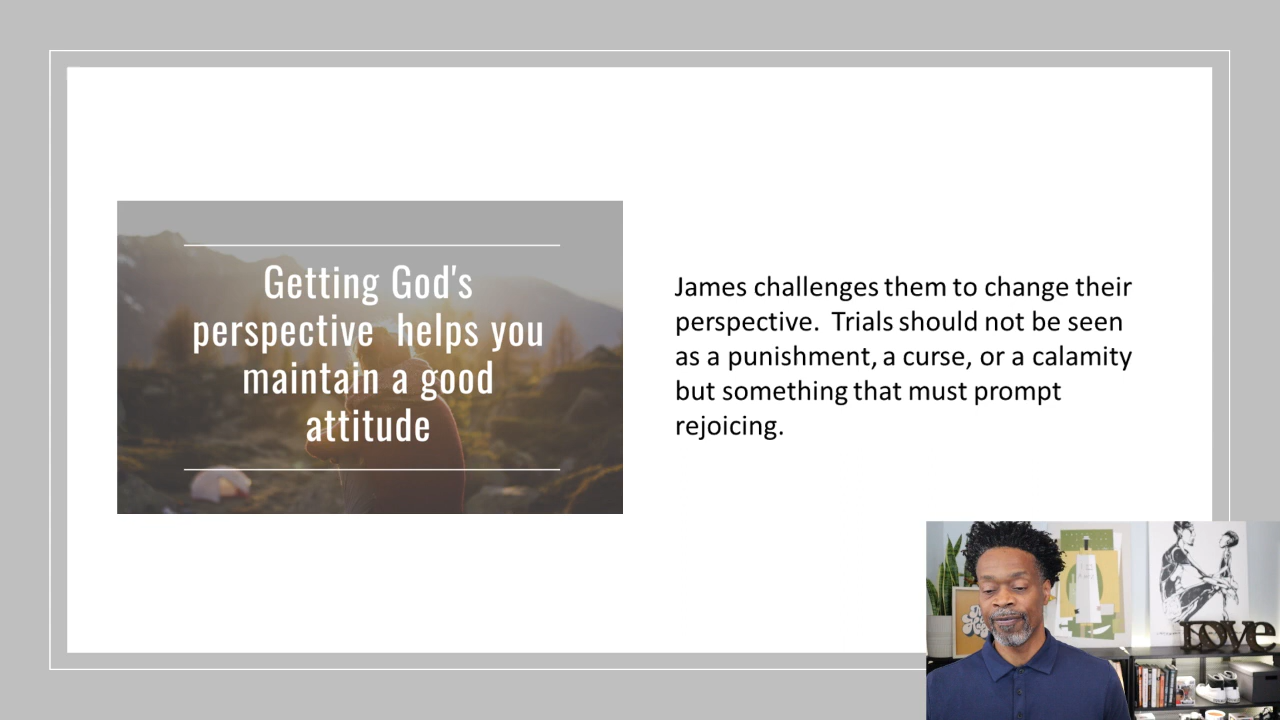 Getting God's
perspective  helps you
maintain a good
attitude
James challenges them to change their
perspective.  Trials should not be seen
as a punishment, a curse, or a calamity
but something that must prompt
rejoicing.
love